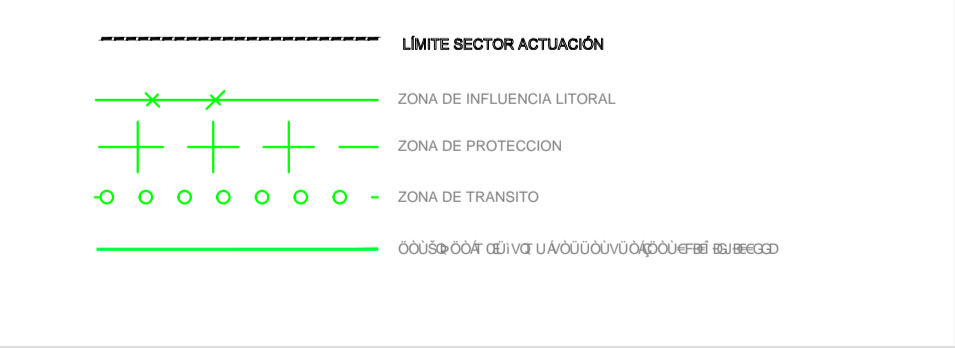 LÍMITE SECTOR ACTUACIÓN
ZONA DE INFLUENCIA LITORAL
ZONA DE PROTECCION
ZONA DE TRANSITO